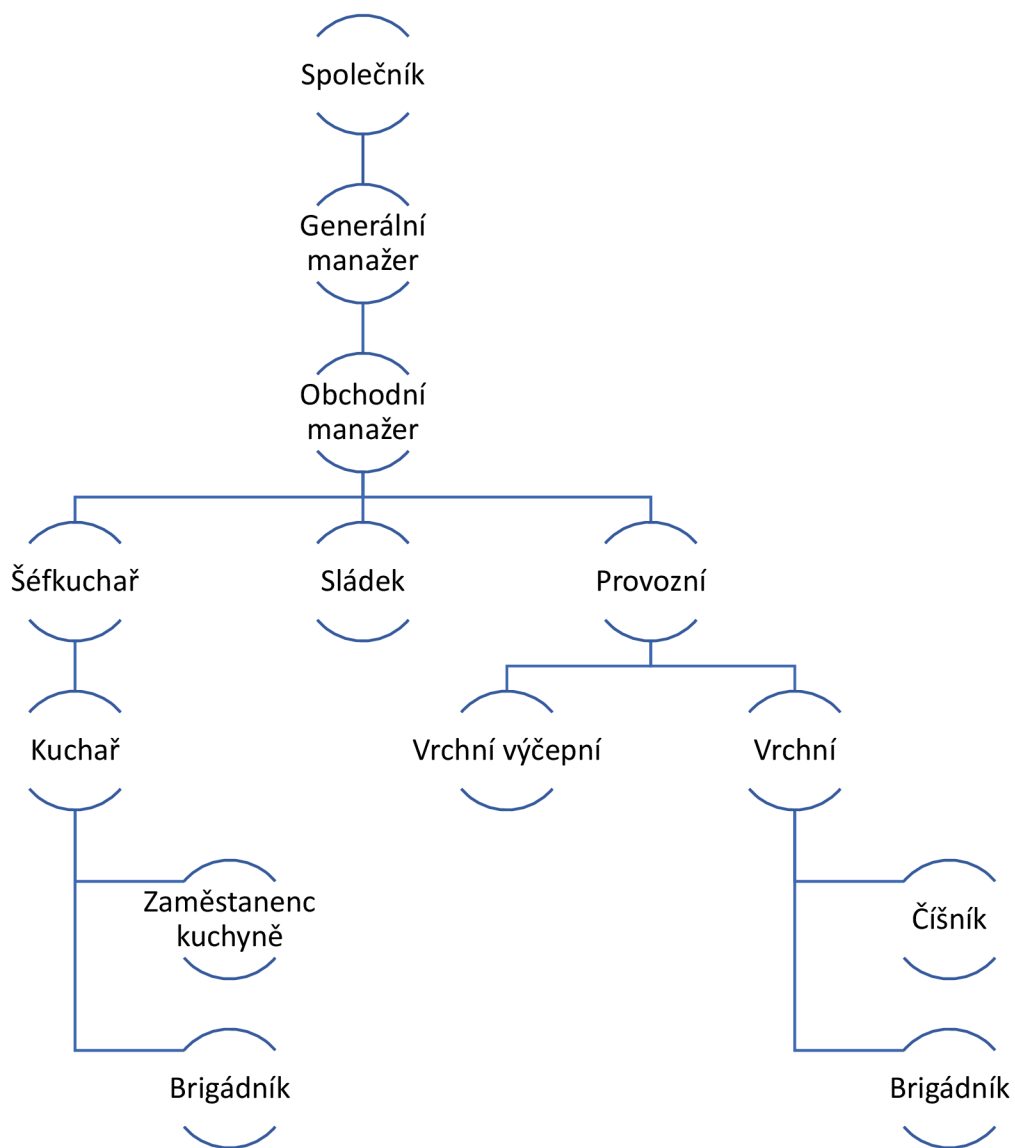 Společník
Generální
manažer
Obchodní
manažer
Šéfkuchař
Sládek
Provozní
Kuchař
Vrchní výčepní
Vrchní
Zaměstanenc
kuchyně
Číšník
Brigádník
Brigádník